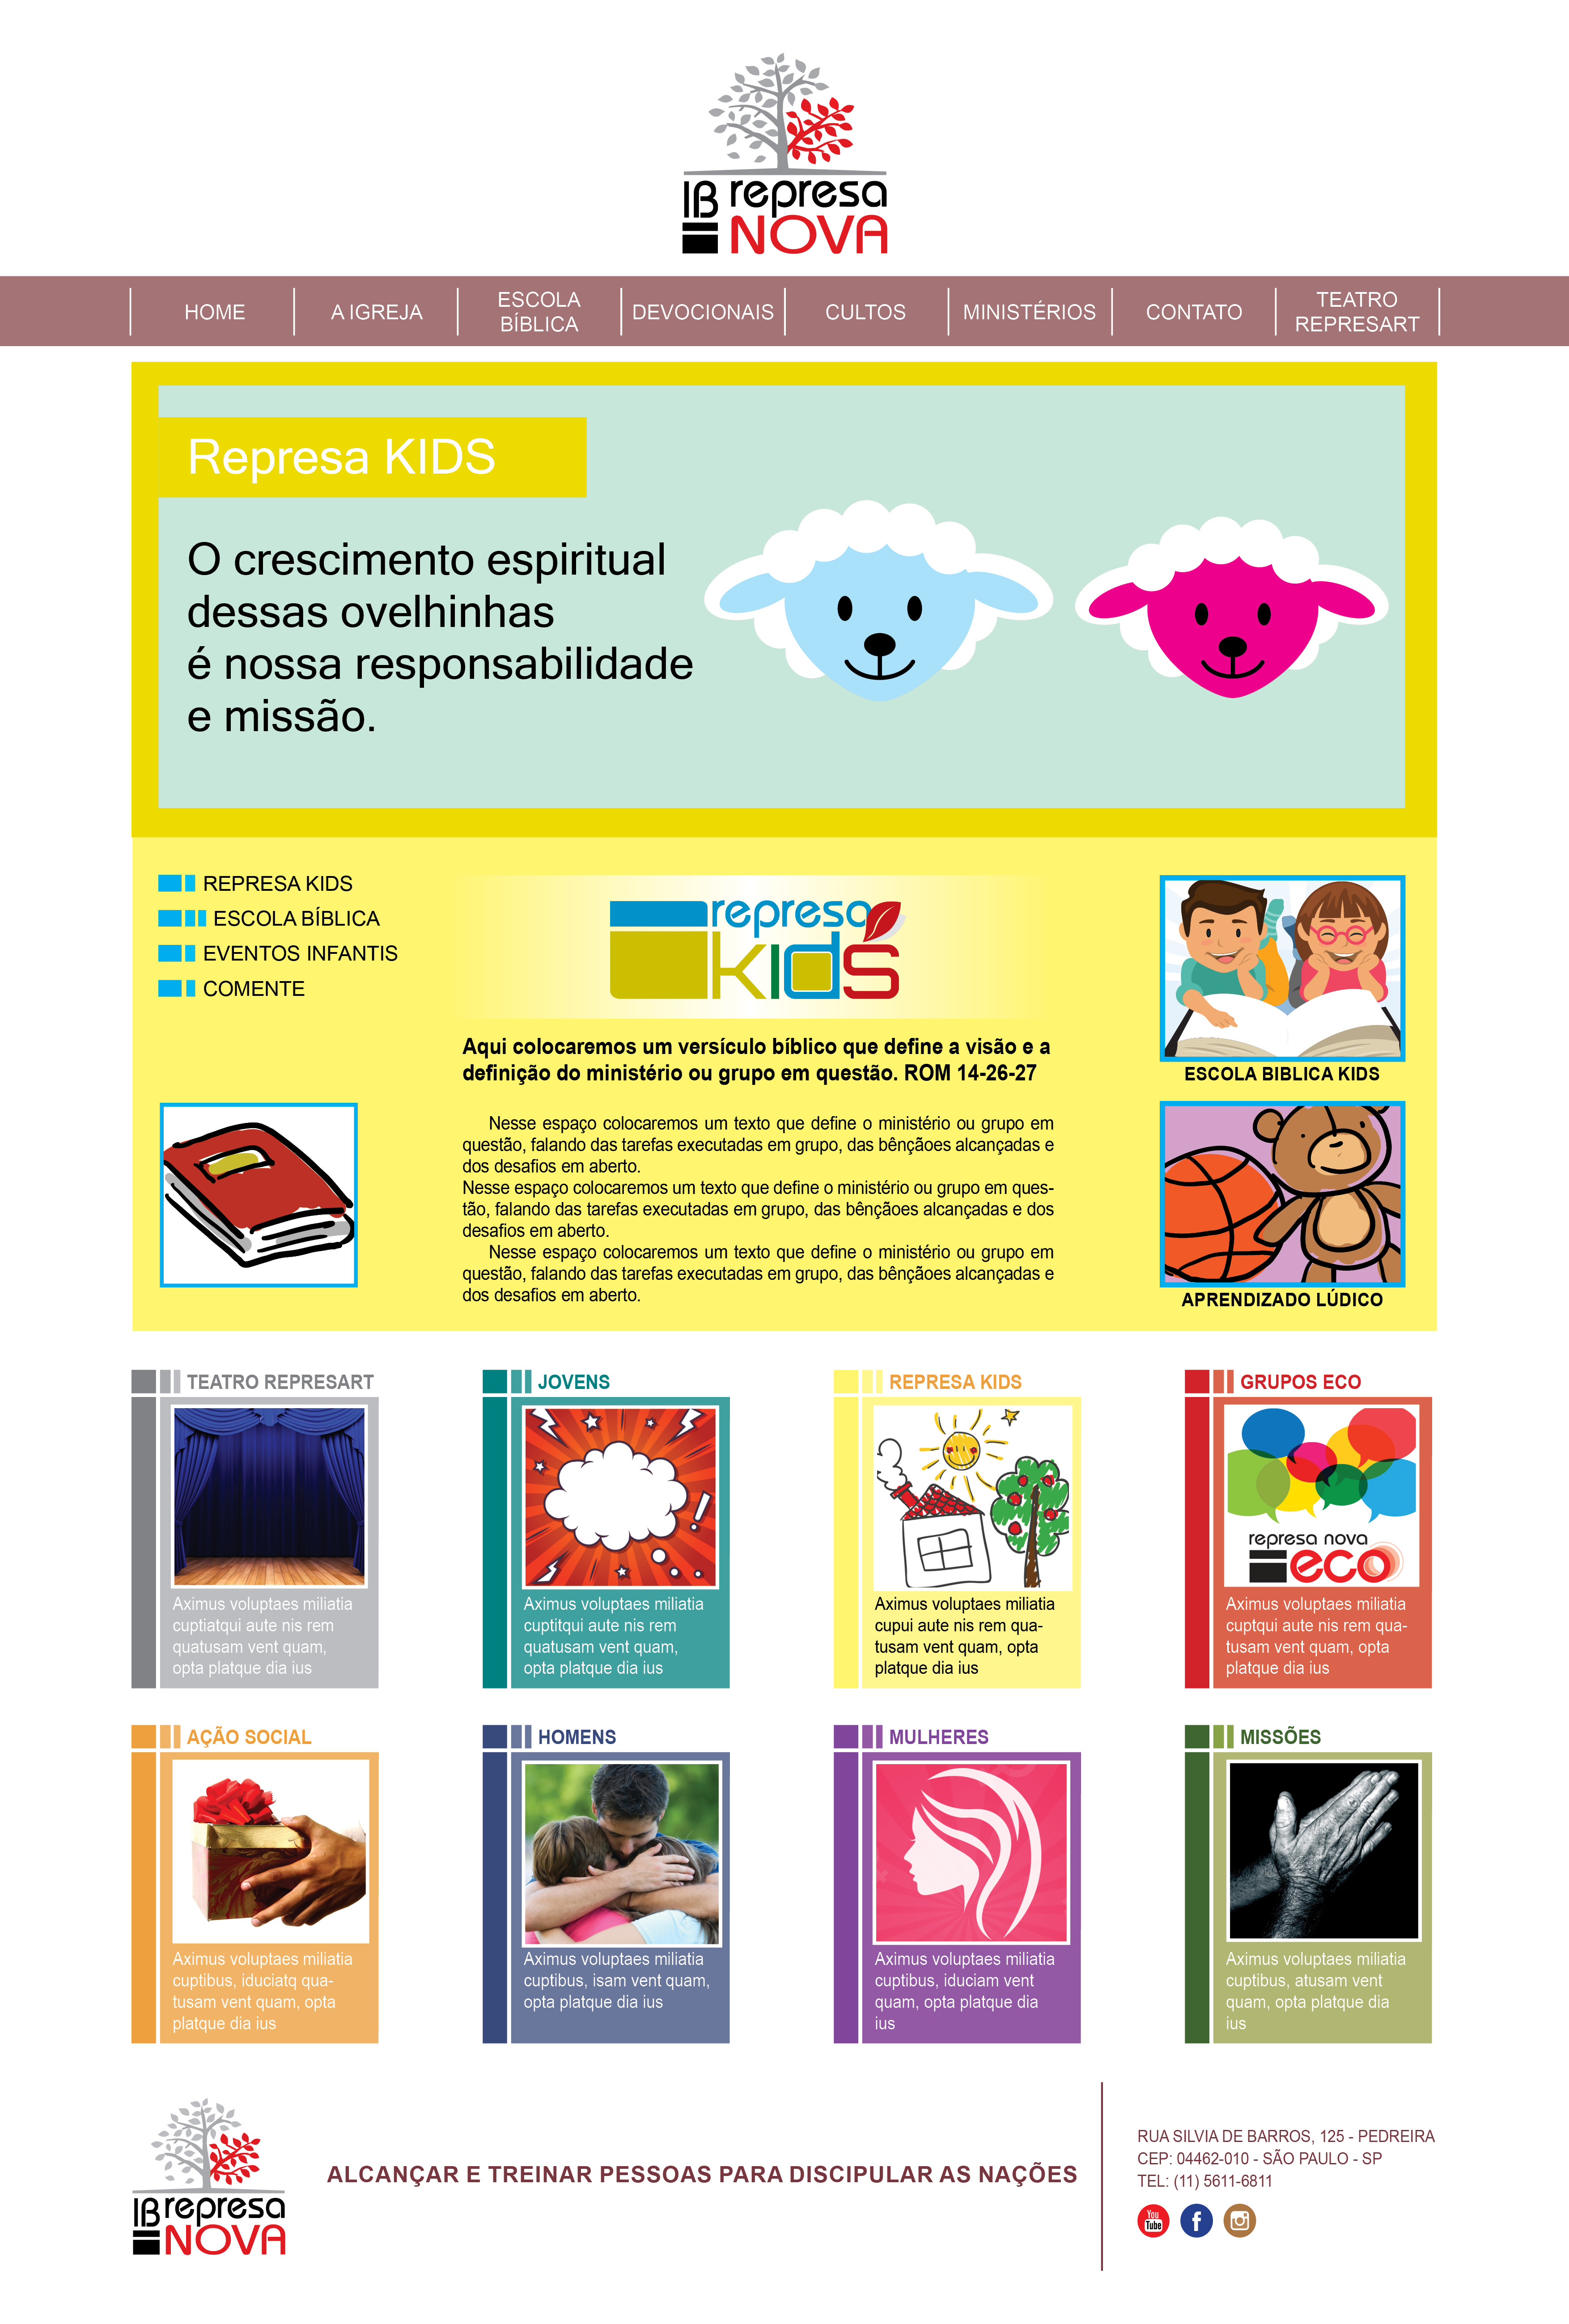 IB represa
NOVA
HOME
A IGREJA
ESCOLA
BÍBLICA
DEVOCIONAIS
CULTOS
MINISTÉRIOS
CONTATO
TEATRO
REPRESART
Represa KIDS
O crescimento espiritual
dessas ovelhinhas
é nossa responsabilidade
e missão.
REPRESA KIDS
ESCOLA BÍBLICA
EVENTOS INFANTIS
COMENTE
represa
kids
Aqui colocaremos um versículo bíblico que define a visão e a
definição do ministério ou grupo em questão. ROM 14-26-27
Nesse espaço colocaremos um texto que define o ministério ou grupo em
questão, falando das tarefas executadas em grupo, das bênçãoes alcançadas e
dos desafios em aberto.
Nesse espaço colocaremos um texto que define o ministério ou grupo em ques-
tão, falando das tarefas executadas em grupo, das bênçãoes alcançadas e dos
desafios em aberto.
Nesse espaço colocaremos um texto que define o ministério ou grupo em
questão, falando das tarefas executadas em grupo, das bênçãoes alcançadas e
dos desafios em aberto.
ESCOLA BIBLICA KIDS
APRENDIZADO LÚDICO
TEATRO REPRESART
Aximus voluptaes miliatia
cuptiatqui aute nis rem
quatusam vent quam,
opta platque dia ius
JOVENS
Aximus voluptaes miliatia
cuptitqui aute nis rem
quatusam vent quam,
opta platque dia ius
REPRESA KIDS
Aximus voluptaes miliatia
cupui aute nis rem qua-
tusam vent quam, opta
platque dia ius
GRUPOS ECO
represa nova
eco
Aximus voluptaes miliatia
cuptqui aute nis rem qua-
tusam vent quam, opta
platque dia ius
AÇÃO SOCIAL
Aximus voluptaes miliatia
cuptibus, iduciatq qua-
tusam vent quam, opta
platque dia ius
HOMENS
Aximus voluptaes miliatia
cuptibus, isam vent quam,
opta platque dia ius
MULHERES
Aximus voluptaes miliatia
cuptibus, iduciam vent
quam, opta platque dia
ius
MISSÕES
Aximus voluptaes miliatia
cuptibus, atusam vent
quam, opta platque dia
ius
IB represa
NOVA
ALCANÇAR E TREINAR PESSOAS PARA DISCIPULAR AS NAÇÕES
RUA SILVIA DE BARROS, 125 - PEDREIRA
CEP: 04462-010 - SÃO PAULO - SP
TEL: (11) 5611-6811
You
Tube
f